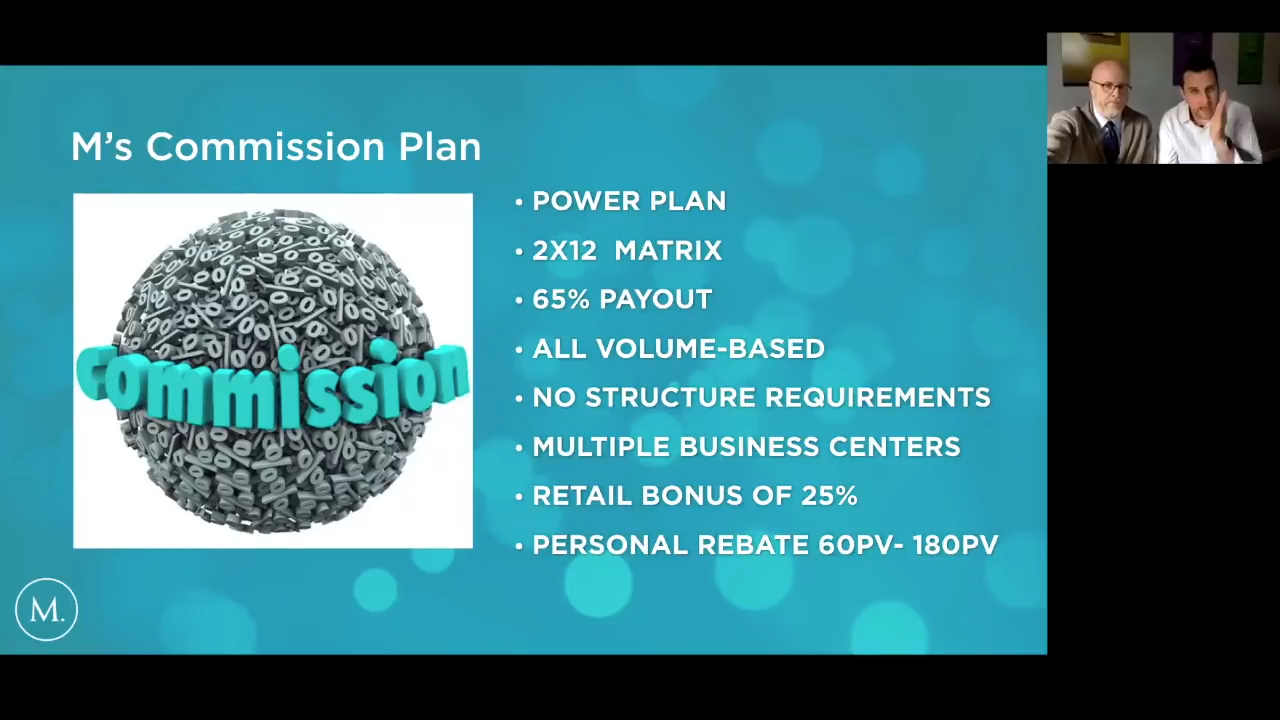 M's Commission Plan
commission
• POWER PLAN
• 2X12 MATRIX
• 65% PAYOUT
• ALL VOLUME-BASED
• NO STRUCTURE REQUIREMENTS
• MULTIPLE BUSINESS CENTERS
• RETAIL BONUS OF 25%
• PERSONAL REBATE 60PV- 180PV
M.